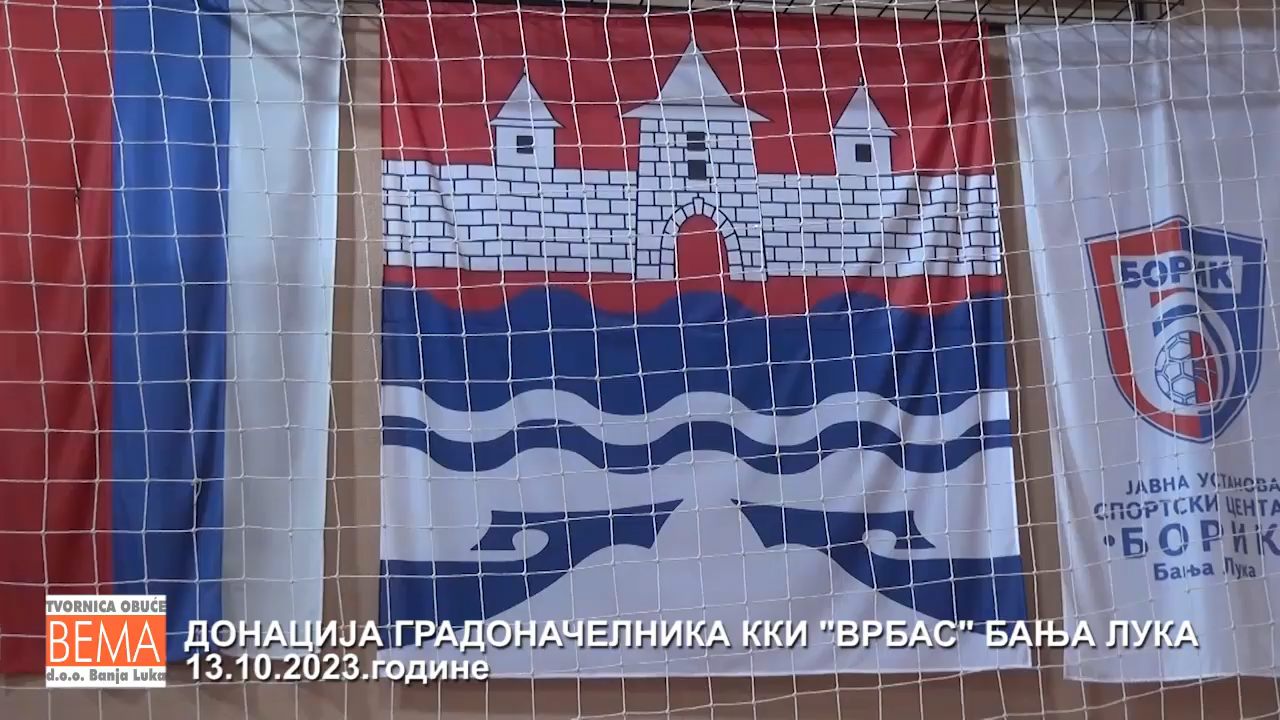 БОРИК
ЈАВНА УСТАНОВА
СПОРТСКИ ЦЕНТА
"БОРИК
Бања Лука
TVORNICA OBUĆE
BEMA
d.o.o. Banja Luka
ДОНАЦИЈА ГРАДОНАЧЕЛНИКА ККИ "ВРБАС" БАЊА ЛУКА
13.10.2023.године